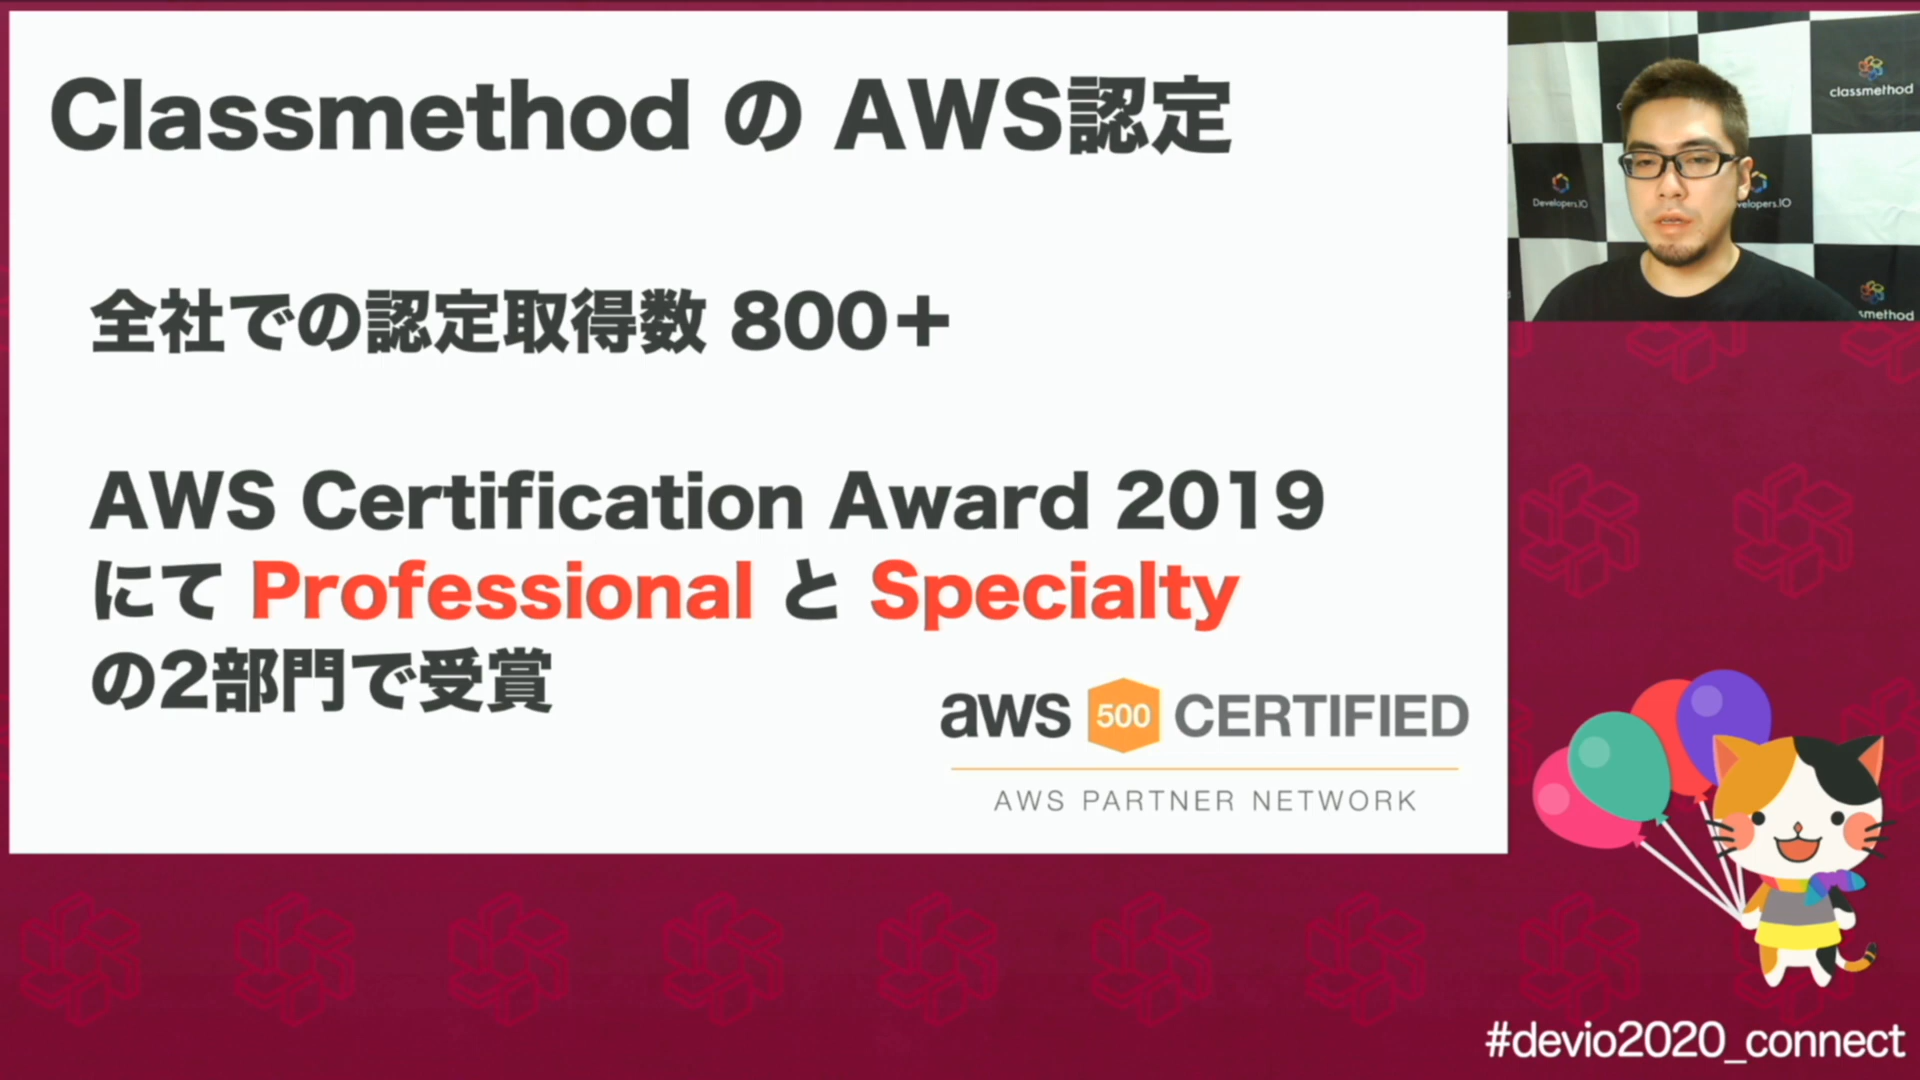 Classmethod の AWS認定
全社での認定取得数 800+
AWS Certification Award 2019
にて Professional と Specialty
の2部門で受賞
aws 500 CERTIFIED
AWS PARTNER NETWORK
classmethod
Developers.IO
velopers.IO
smethod
#devio2020_connect